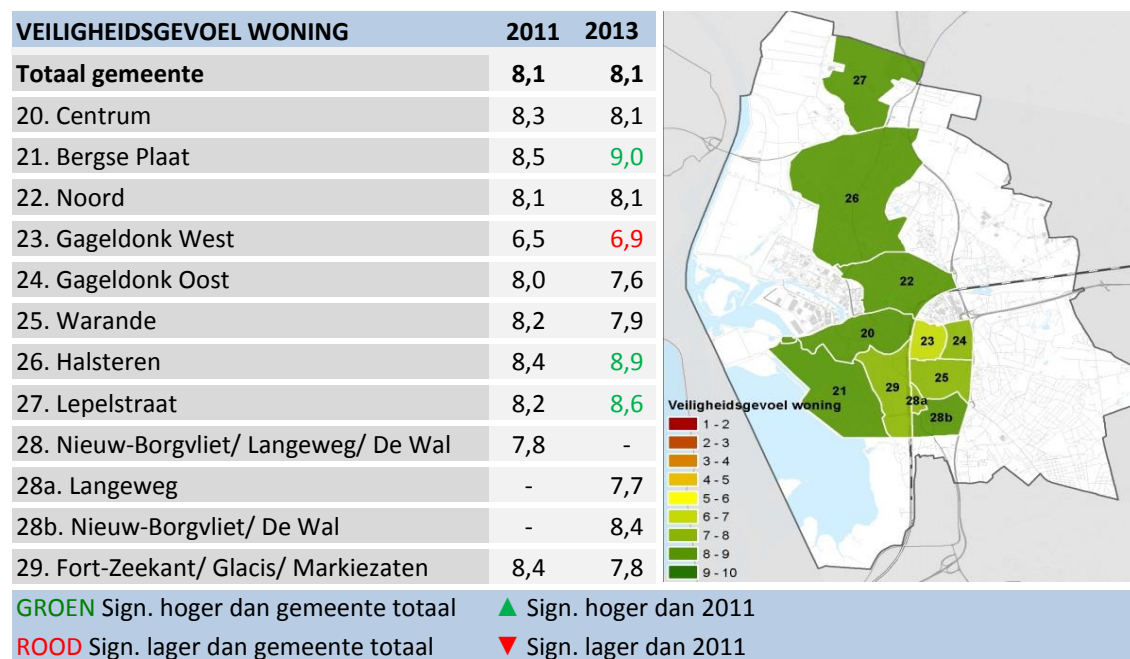 VEILIGHEIDSGEVOEL WONING 2011 2013
Totaal gemeente 8,1 8,1
20. Centrum 8,3 8,1
21. Bergse Plaat 8,5 9,0
22. Noord 8,1 8,1
23. Gageldonk West 6,5 6,9
24. Gageldonk Oost 8,0 7,6
25. Warande 8,2 7,9
26. Halsteren 8,4 8,9
27. Lepelstraat 8,2 8,6
28. Nieuw-Borgvliet/ Langeweg/ De Wal 7,8 -
28a. Langeweg - 7,7
28b. Nieuw-Borgvliet/ De Wal - 8,4
29. Fort-Zeekant/ Glacis/ Markiezaten 8,4 7,8
GROEN Sign. hoger dan gemeente totaal ▲ Sign. hoger dan 2011
ROOD Sign. lager dan gemeente totaal ▼ Sign. lager dan 2011
27
26
22
20
23 24
25
21 29
28a
28b
Veiligheidsgevoel woning
1 - 2
2 - 3
3 - 4
4 - 5
5 - 6
6 - 7
7 - 8
8 - 9
9 - 10